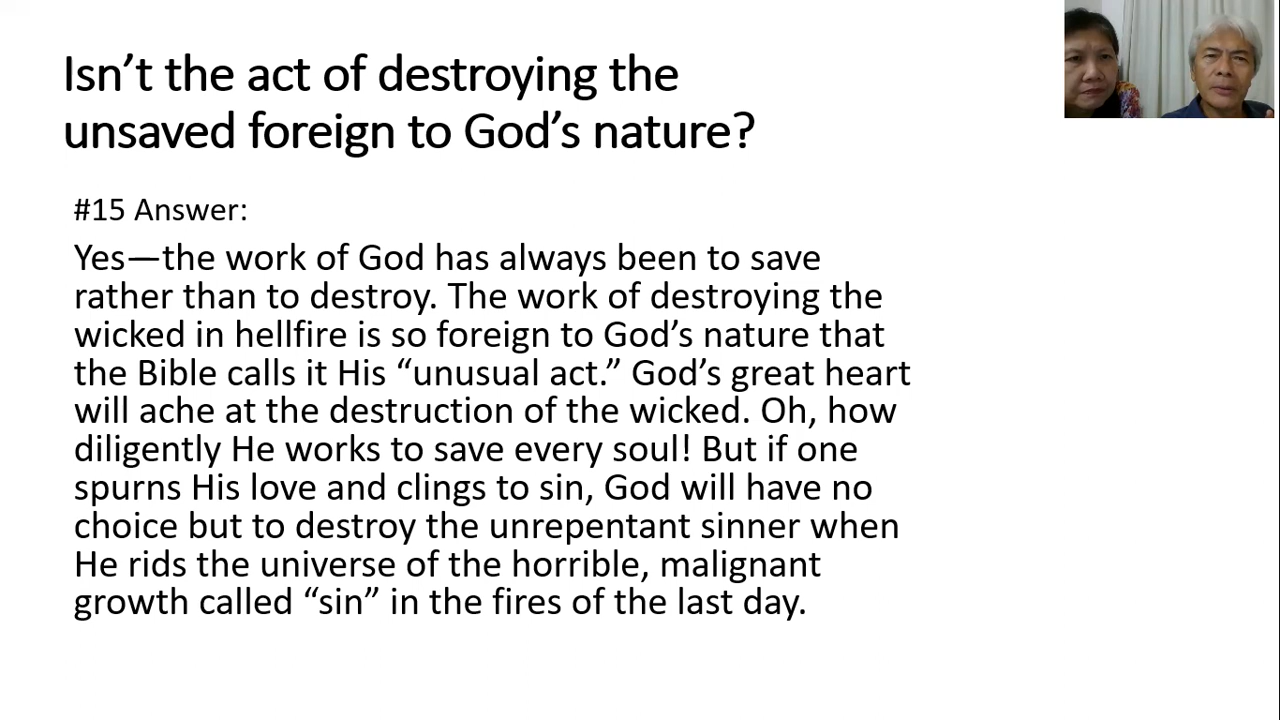 Isn’t the act of destroying the
unsaved foreign to God’s nature?
#15 Answer:
Yes—the work of God has always been to save
rather than to destroy. The work of destroying the
wicked in hellfire is so foreign to God’s nature that
the Bible calls it His “unusual act.” God’s great heart
will ache at the destruction of the wicked. Oh, how
diligently He works to save every soul! But if one
spurns His love and clings to sin, God will have no
choice but to destroy the unrepentant sinner when
He rids the universe of the horrible, malignant
growth called “sin” in the fires of the last day.